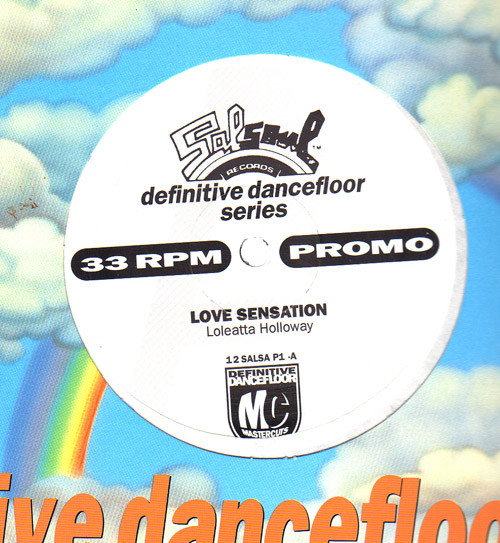 Salsoul
RECORDS
definitive dancefloor
series
33 RPM
PROMO
LOVE SENSATION
Loleatta Holloway
12 SALSA P1 -A
DEFINITIVE
DANCEFLOOR
MC
MASTERCUTS
ive dancefloo